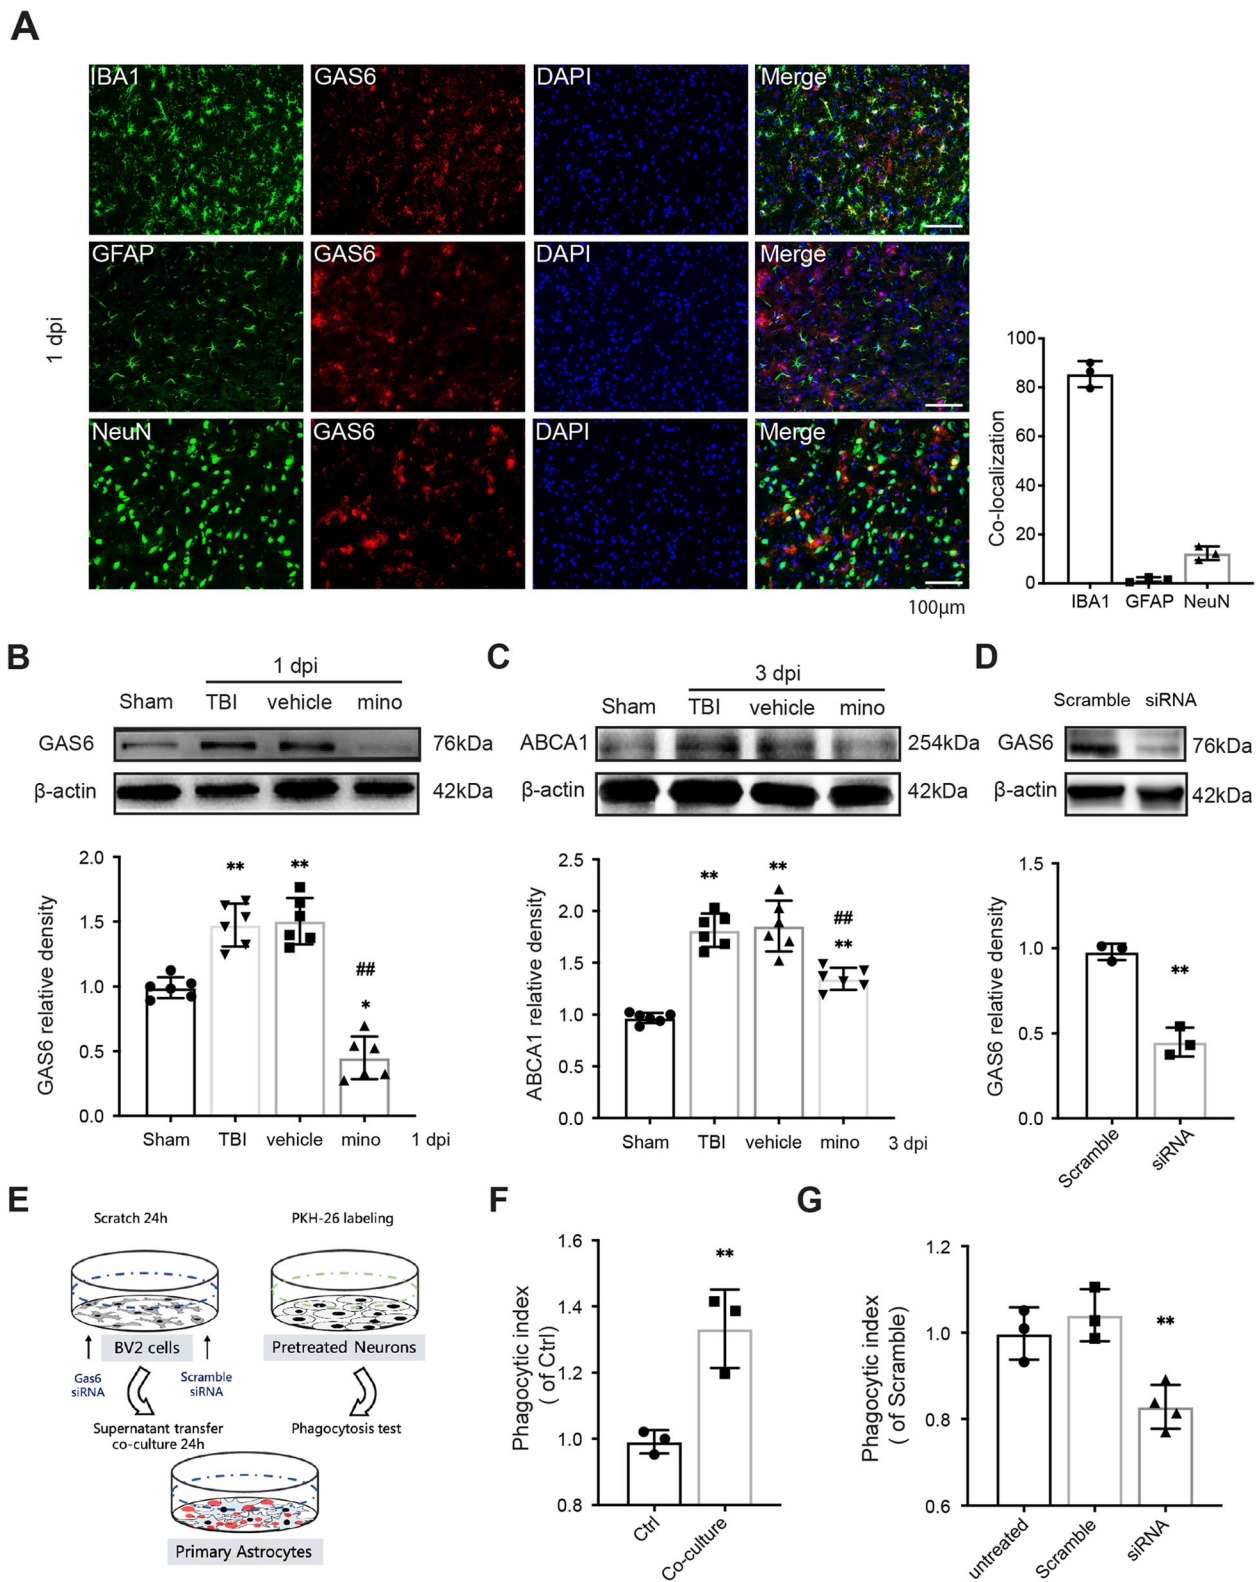 A
IBA1 GAS6 DAPI Merge
GFAP GAS6 DAPI Merge
NeuN GAS6 DAPI Merge
1 dpi
100μm
Co-localization
100
80
60
40
20
0
IBA1 GFAP NeuN
B
1 dpi
Sham TBI vehicle mino
GAS6 76kDa
β-actin 42kDa
GAS6 relative density
2.0
1.5
1.0
0.5
0.0
** ** ## *
Sham TBI vehicle mino 1 dpi
C
3 dpi
Sham TBI vehicle mino
ABCA1 254kDa
β-actin 42kDa
ABCA1 relative density
2.5
2.0
1.5
1.0
0.5
0.0
** ** ## **
Sham TBI vehicle mino 3 dpi
D
Scramble siRNA
GAS6 76kDa
β-actin 42kDa
GAS6 relative density
1.5
1.0
0.5
0.0
**
Scramble siRNA
E
Scratch 24h PKH-26 labeling
BV2 cells Pretreated Neurons
Gas6
siRNA
Scramble
siRNA
Supernatant transfer
co-culture 24h
Phagocytosis test
Primary Astrocytes
F
Phagocytic index
( of Ctrl)
1.6
1.4
1.2
1.0
0.8
**
Ctrl Co-culture
G
Phagocytic index
( of Scramble)
1.2
1.0
0.8
0.6
**
untreated Scramble siRNA